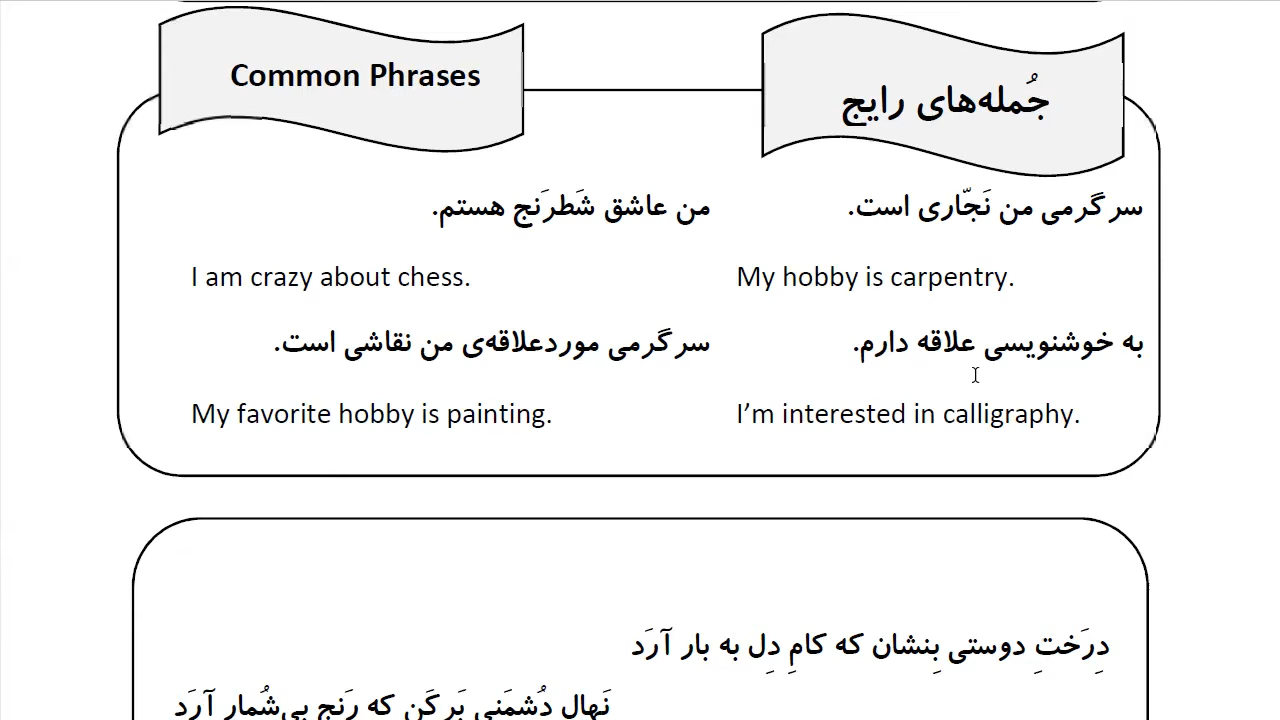 Common Phrases
جُمله‌های رایج
سرگرمی من نَجّاری است.
من عاشق شَطرَنج هستم.
My hobby is carpentry.
I am crazy about chess.
به خوشنویسی علاقه دارم.
سرگرمی موردعلاقه‌ی من نقاشی است.
I’m interested in calligraphy.
My favorite hobby is painting.
دِرَختِ دوستی بِنشان که کامِ دِل به بار آرَد
نَهال دُشمَنی بَرکَن که رَنج بی‌شُمار آرَد